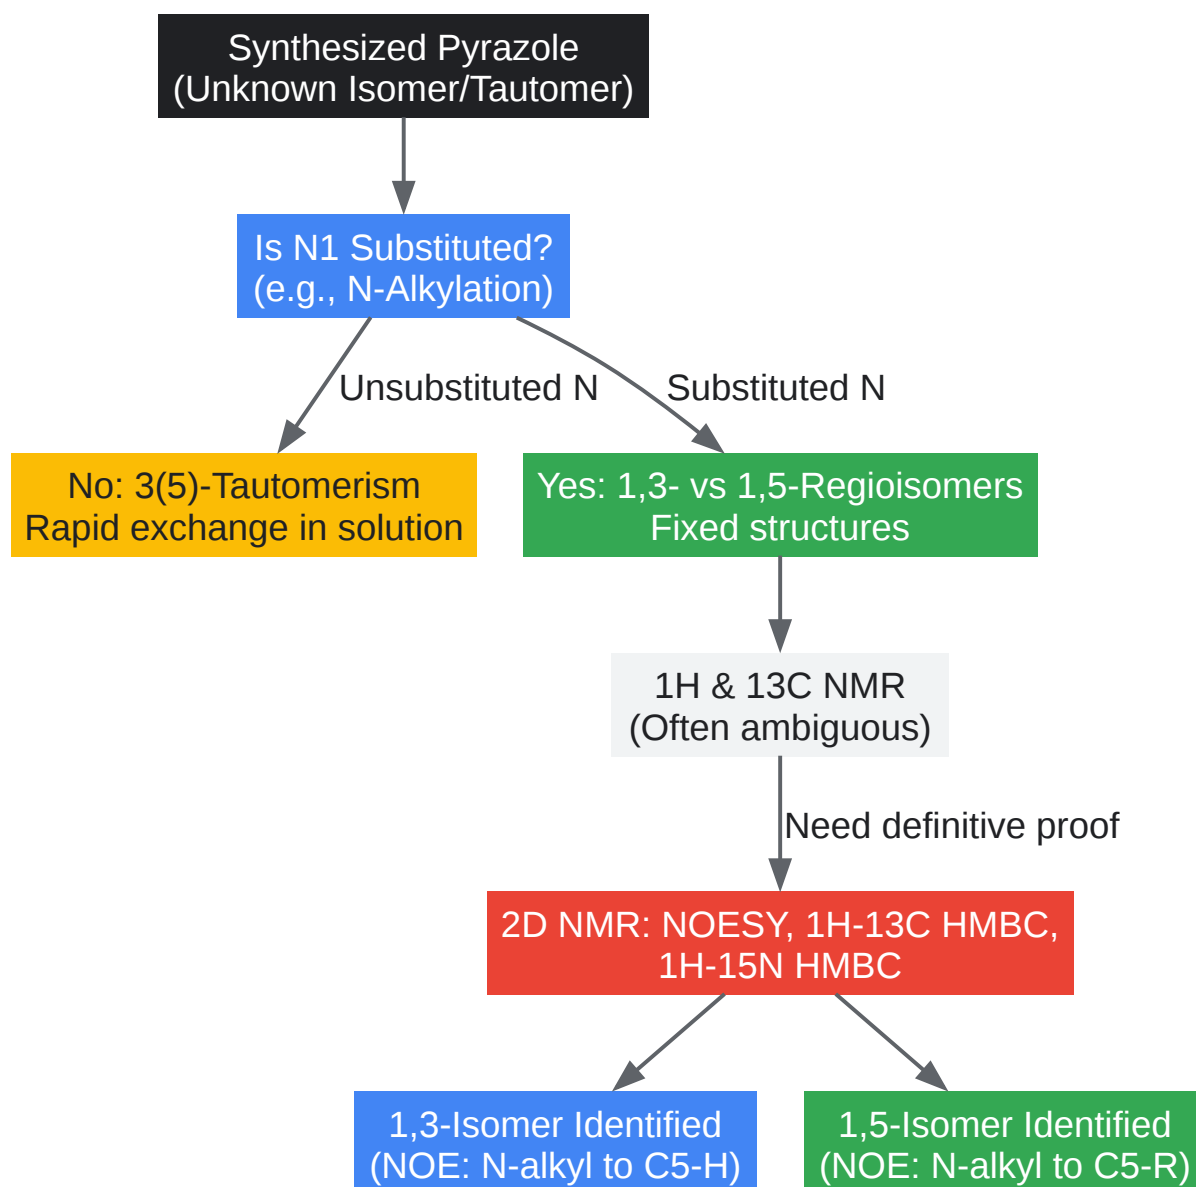 Synthesized Pyrazole
(Unknown Isomer/Tautomer)
Is N1 Substituted?
(e.g., N-Alkylation)
Unsubstituted N
Substituted N
No: 3(5)-Tautomerism
Rapid exchange in solution
Yes: 1,3- vs 1,5-Regioisomers
Fixed structures
1H & 13C NMR
(Often ambiguous)
Need definitive proof
2D NMR: NOESY, 1H-13C HMBC,
1H-15N HMBC
1,3-Isomer Identified
(NOE: N-alkyl to C5-H)
1,5-Isomer Identified
(NOE: N-alkyl to C5-R)